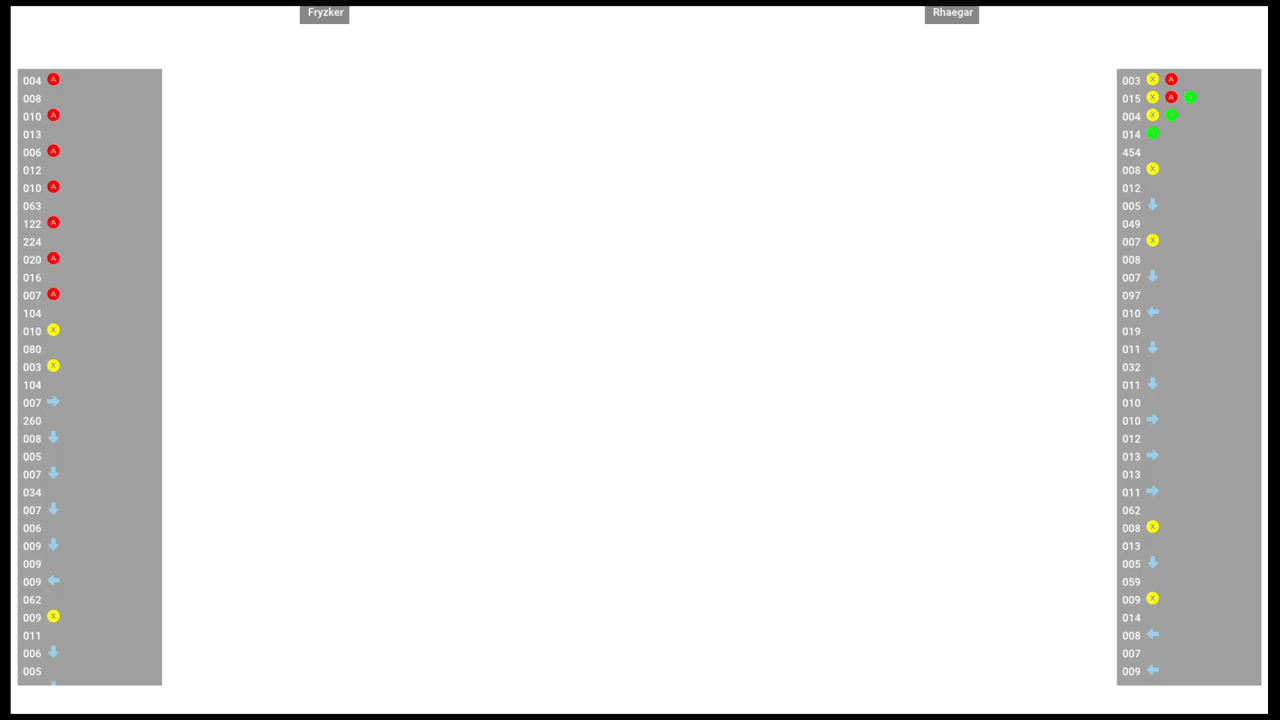 Fryzker
Rhaegar
004 A
008
010 A
013
006 A
012
010 A
063
122 A
224
020 A
016
007 A
104
010 X
080
003 X
104
007
260
008
005
007
034
007
006
009
009
009
062
009 X
011
006
005
003 X A
015 X A
004 X
014
454
008 X
012
005
049
007 X
008
007
097
010
019
011
032
011
010
010
012
013
013
011
062
008 X
013
005
059
009 X
014
008
007
009